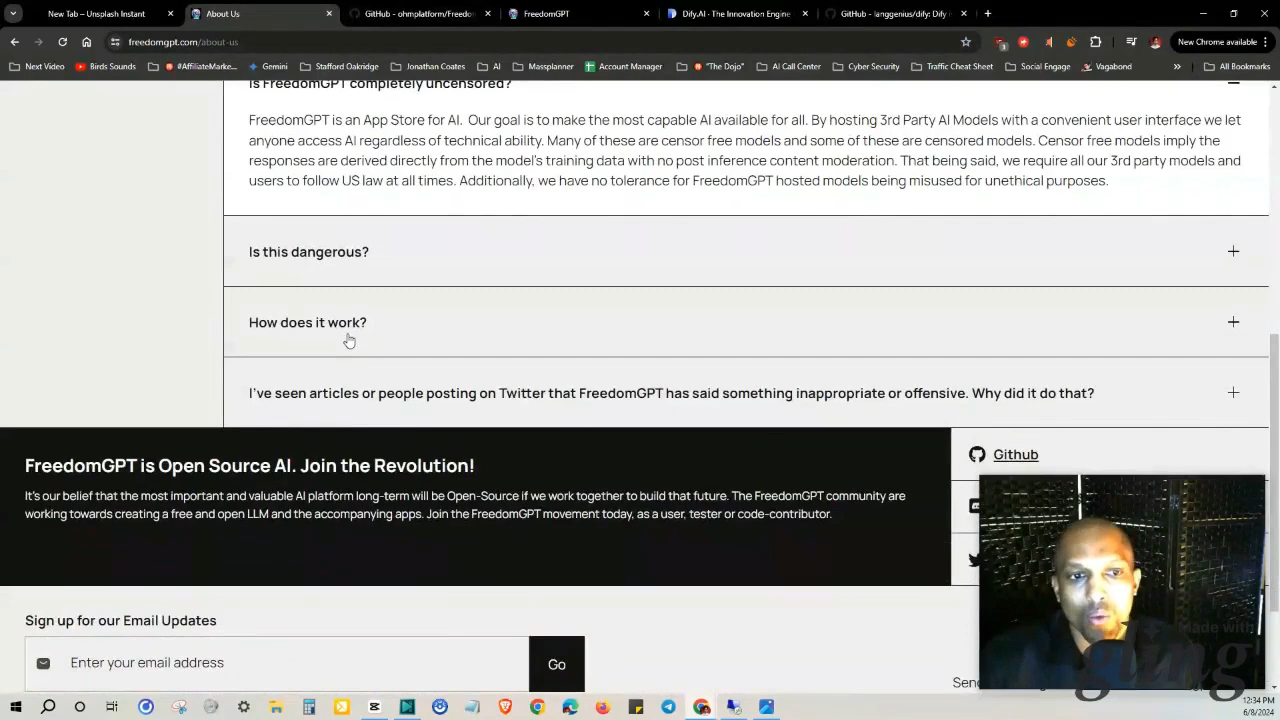 New Tab – Unsplash Instant
About Us
GitHub - ohmplatform/Freedo
FreedomGPT
Dify.AI · The Innovation Engine
GitHub - langgenius/dify: Dify
freedomgpt.com/about-us
New Chrome available
Next Video
Birds Sounds
#AffiliateMarke...
Gemini
Stafford Oakridge
Jonathan Coates
AI
Massplanner
Account Manager
"The Dojo"
AI Call Center
Cyber Security
Traffic Cheat Sheet
Social Engage
Vagabond
All Bookmarks
Is FreedomGPT completely uncensored?
FreedomGPT is an App Store for AI. Our goal is to make the most capable AI available for all. By hosting 3rd Party AI Models with a convenient user interface we let
anyone access AI regardless of technical ability. Many of these are censor free models and some of these are censored models. Censor free models imply the
responses are derived directly from the model's training data with no post inference content moderation. That being said, we require all our 3rd party models and
users to follow US law at all times. Additionally, we have no tolerance for FreedomGPT hosted models being misused for unethical purposes.
Is this dangerous?
How does it work?
I've seen articles or people posting on Twitter that FreedomGPT has said something inappropriate or offensive. Why did it do that?
FreedomGPT is Open Source AI. Join the Revolution!
It's our belief that the most important and valuable AI platform long-term will be Open-Source if we work together to build that future. The FreedomGPT community are
working towards creating a free and open LLM and the accompanying apps. Join the FreedomGPT movement today, as a user, tester or code-contributor.
Github
Sign up for our Email Updates
Enter your email address
Go
Made with
gling
12:34 PM
6/8/2024